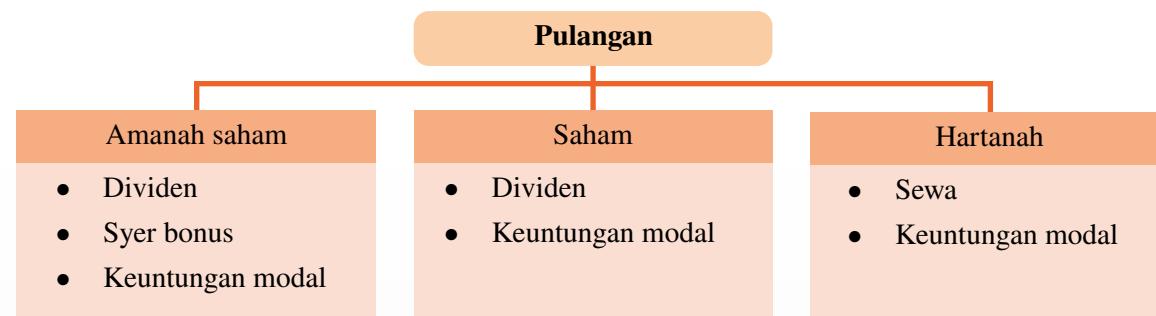 Pulangan
Amanah saham
● Dividen
● Syer bonus
● Keuntungan modal
Saham
● Dividen
● Keuntungan modal
Hartanah
● Sewa
● Keuntungan modal